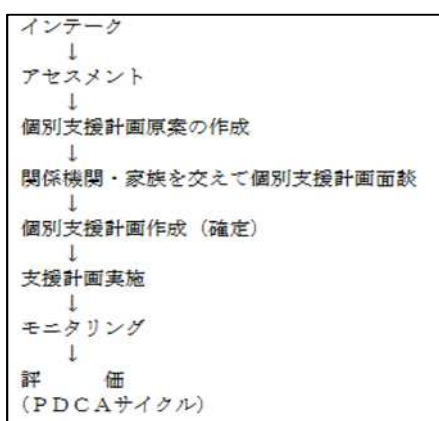 インテーク
↓
アセスメント
↓
個別支援計画原案の作成
↓
関係機関・家族を交えて個別支援計画面談
↓
個別支援計画作成（確定）
↓
支援計画実施
↓
モニタリング
↓
評　　価
（ＰＤＣＡサイクル）